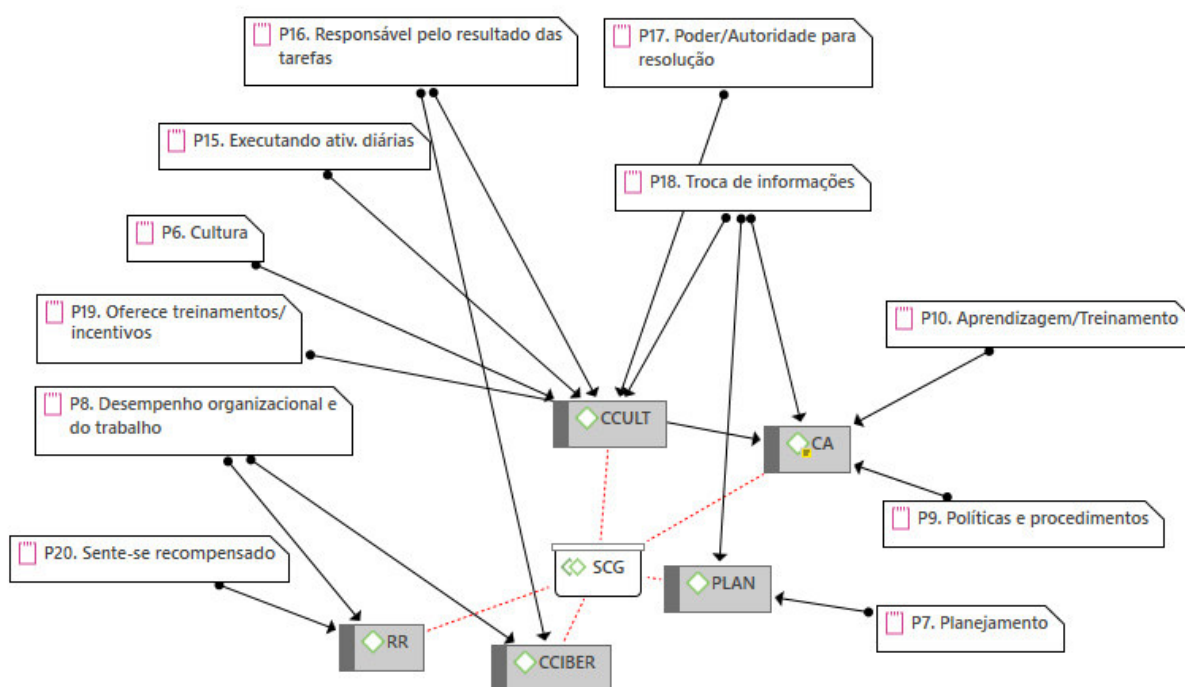 P16. Responsável pelo resultado das
tarefas
P17. Poder/Autoridade para
resolução
P15. Executando ativ. diárias
P18. Troca de informações
P6. Cultura
P19. Oferece treinamentos/
incentivos
P10. Aprendizagem/Treinamento
P8. Desempenho organizacional e
do trabalho
CCULT
CA
P9. Políticas e procedimentos
P20. Sente-se recompensado
SCG
PLAN
P7. Planejamento
RR
CCIBER